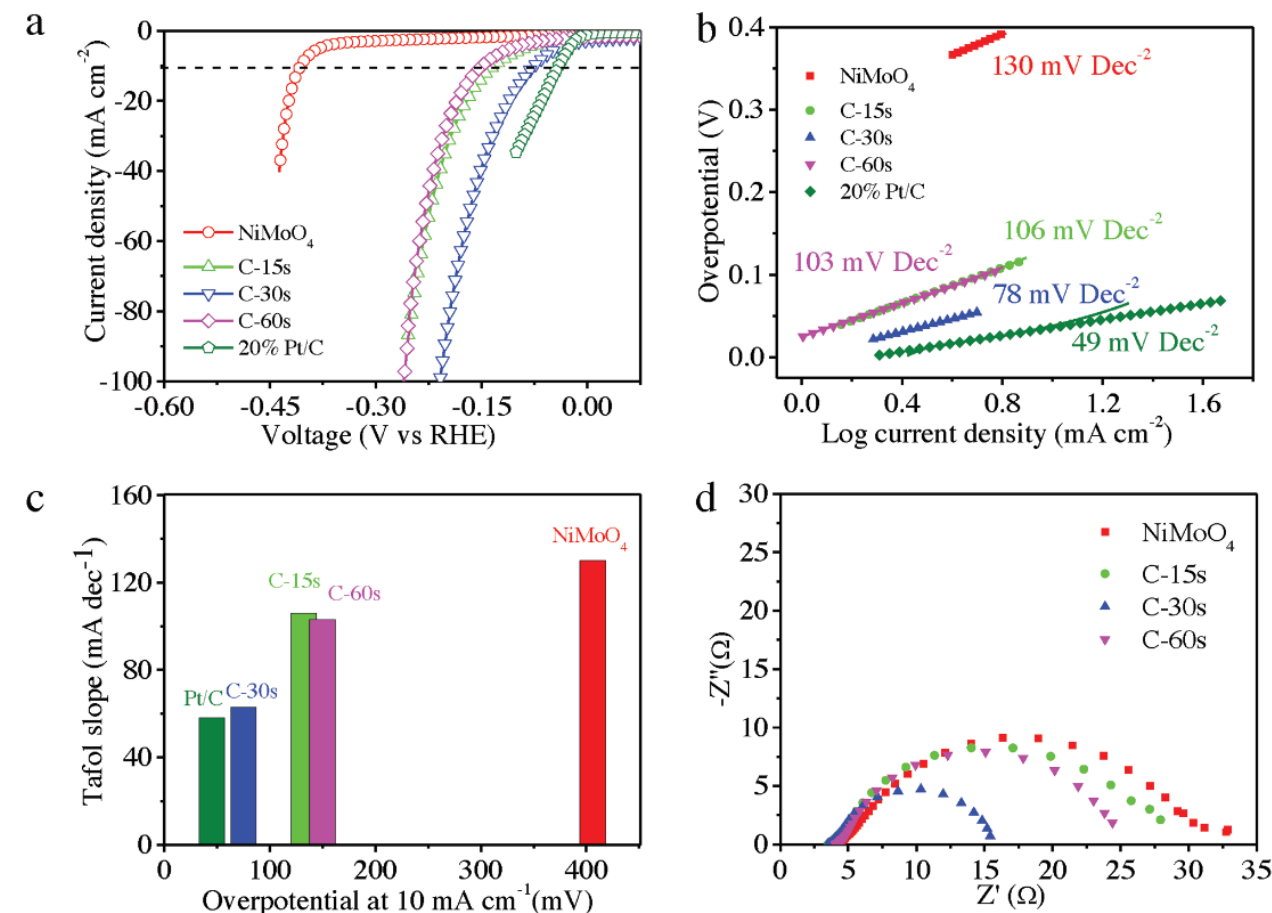 a
0
-20
-40
-60
-80
-100
-0.60
-0.45
-0.30
-0.15
0.00
Current density (mA cm-2)
Voltage (V vs RHE)
NiMoO4
C-15s
C-30s
C-60s
20% Pt/C
b
0.4
0.3
0.2
0.1
0.0
0.0
0.4
0.8
1.2
1.6
Overpotential (V)
Log current density (mA cm-2)
NiMoO4
C-15s
C-30s
C-60s
20% Pt/C
130 mV Dec-2
106 mV Dec-2
103 mV Dec-2
78 mV Dec-2
49 mV Dec-2
c
160
120
80
40
0
0
100
200
300
400
Tafol slope (mA dec-1)
Overpotential at 10 mA cm-1(mV)
Pt/C
C-30s
C-15s
C-60s
NiMoO4
d
30
25
20
15
10
5
0
0
5
10
15
20
25
30
35
-Z''(Ω)
Z' (Ω)
NiMoO4
C-15s
C-30s
C-60s